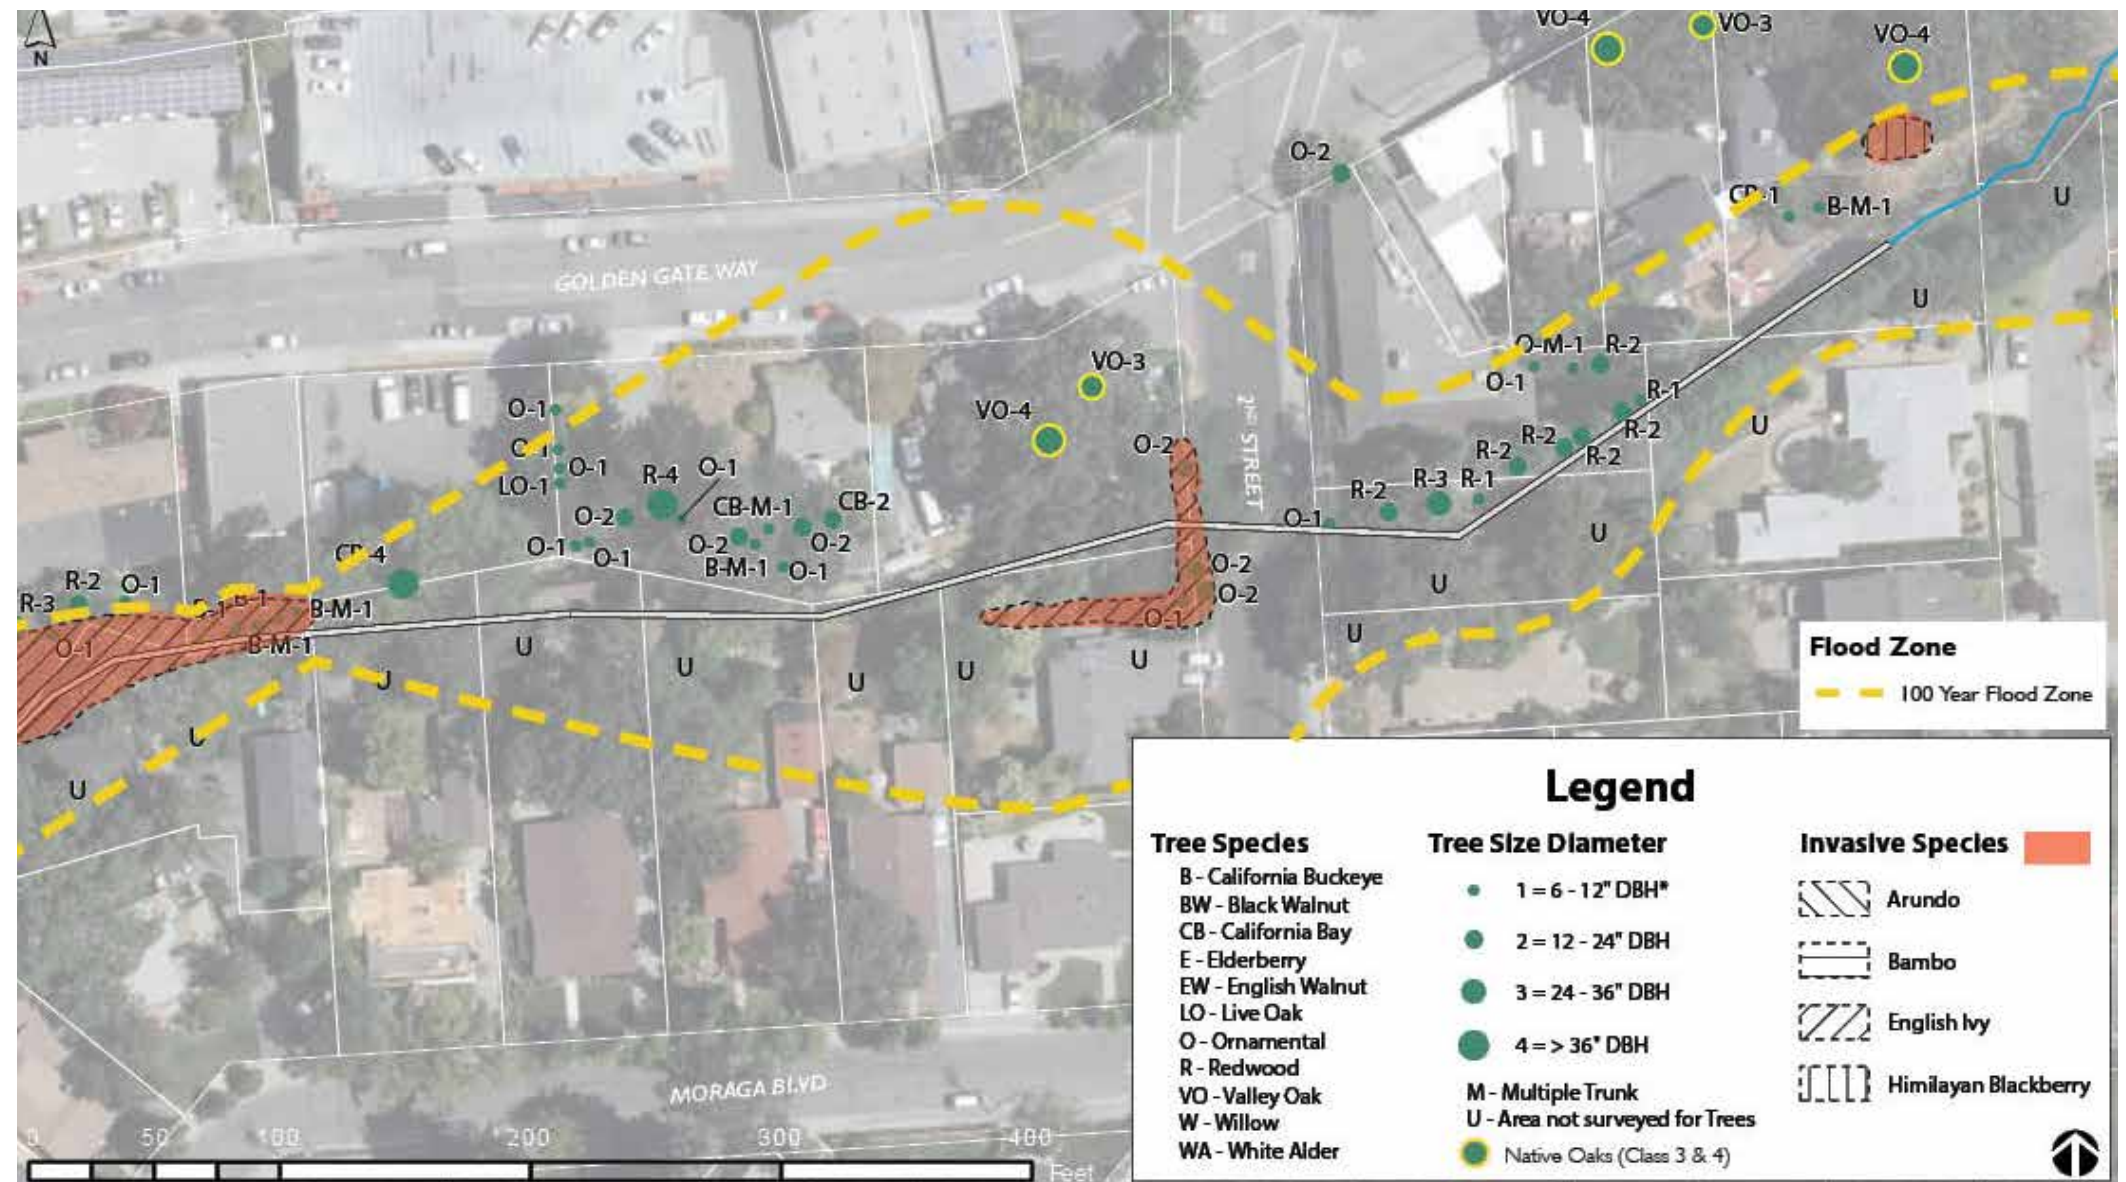 N
VO-4
VO-3
VO-4
O-2
CB-1
B-M-1
U
GOLDEN GATE WAY
U
VO-3
VO-4
2ND STREET
O-M-1
R-2
O-1
R-1
R-2
R-2
R-2
R-2
U
O-1
O-1
O-1
LO-1
R-4
O-1
CB-M-1
CB-2
O-2
O-2
O-2
O-1
O-1
B-M-1
O-1
O-2
R-2
R-3
R-1
O-1
U
U
U
O-2
O-2
O-1
CB-4
R-2
O-1
R-3
B-1
B-M-1
O-1
B-M-1
U
U
U
U
U
U
U
U
U
Flood Zone
100 Year Flood Zone
Legend
Tree Species
B - California Buckeye
BW - Black Walnut
CB - California Bay
E - Elderberry
EW - English Walnut
LO - Live Oak
O - Ornamental
R - Redwood
VO - Valley Oak
W - Willow
WA - White Alder
Tree Size Diameter
1 = 6 - 12" DBH*
2 = 12 - 24" DBH
3 = 24 - 36" DBH
4 = > 36" DBH
M - Multiple Trunk
U - Area not surveyed for Trees
Native Oaks (Class 3 & 4)
Invasive Species
Arundo
Bambo
English Ivy
Himilayan Blackberry
MORAGA BLVD
0 50 100 200 300 400
Feet